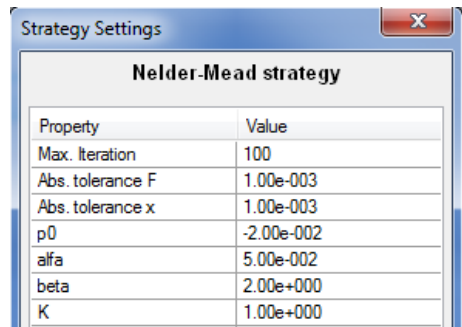 Strategy Settings
Nelder-Mead strategy
Property Value
Max. Iteration 100
Abs. tolerance F 1.00e-003
Abs. tolerance x 1.00e-003
p0 -2.00e-002
alfa 5.00e-002
beta 2.00e+000
K 1.00e+000